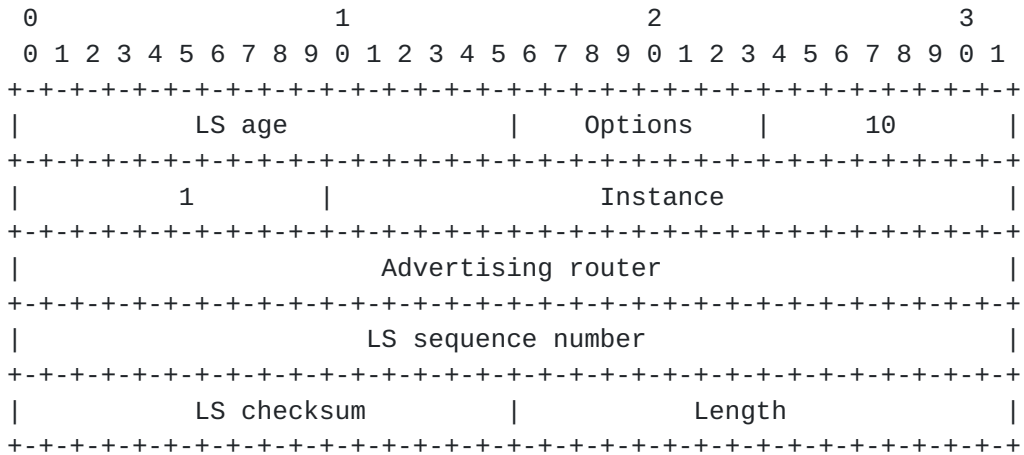 0                   1                   2                   3
 0 1 2 3 4 5 6 7 8 9 0 1 2 3 4 5 6 7 8 9 0 1 2 3 4 5 6 7 8 9 0 1
+-+-+-+-+-+-+-+-+-+-+-+-+-+-+-+-+-+-+-+-+-+-+-+-+-+-+-+-+-+-+-+-+
|           LS age              |    Options    |      10       |
+-+-+-+-+-+-+-+-+-+-+-+-+-+-+-+-+-+-+-+-+-+-+-+-+-+-+-+-+-+-+-+-+
|          1        |                 Instance                  |
+-+-+-+-+-+-+-+-+-+-+-+-+-+-+-+-+-+-+-+-+-+-+-+-+-+-+-+-+-+-+-+-+
|                       Advertising router                      |
+-+-+-+-+-+-+-+-+-+-+-+-+-+-+-+-+-+-+-+-+-+-+-+-+-+-+-+-+-+-+-+-+
|                      LS sequence number                       |
+-+-+-+-+-+-+-+-+-+-+-+-+-+-+-+-+-+-+-+-+-+-+-+-+-+-+-+-+-+-+-+-+
|           LS checksum         |           Length              |
+-+-+-+-+-+-+-+-+-+-+-+-+-+-+-+-+-+-+-+-+-+-+-+-+-+-+-+-+-+-+-+-+